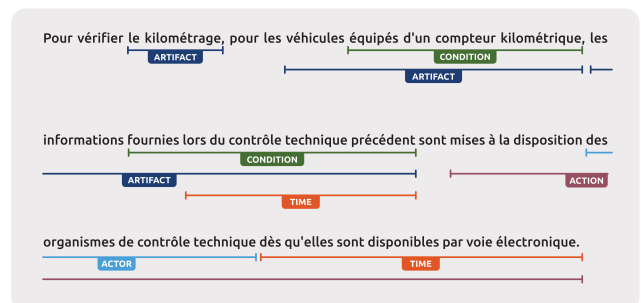 Pour vérifier le kilométrage, pour les véhicules équipés d'un compteur kilométrique, les
ARTIFACT
CONDITION
ARTIFACT
informations fournies lors du contrôle technique précédent sont mises à la disposition des
CONDITION
ARTIFACT
ACTION
TIME
organismes de contrôle technique dès qu'elles sont disponibles par voie électronique.
ACTOR
TIME